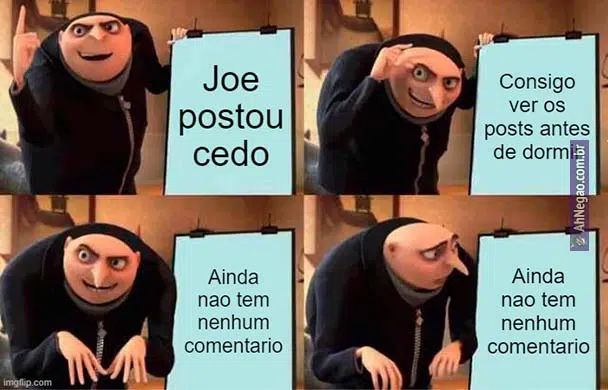 Joe
postou
cedo
Consigo
ver os
posts antes
de dormir
AhNegao.com.br
Ainda
nao tem
nenhum
comentario
Ainda
nao tem
nenhum
comentario
imgflip.com